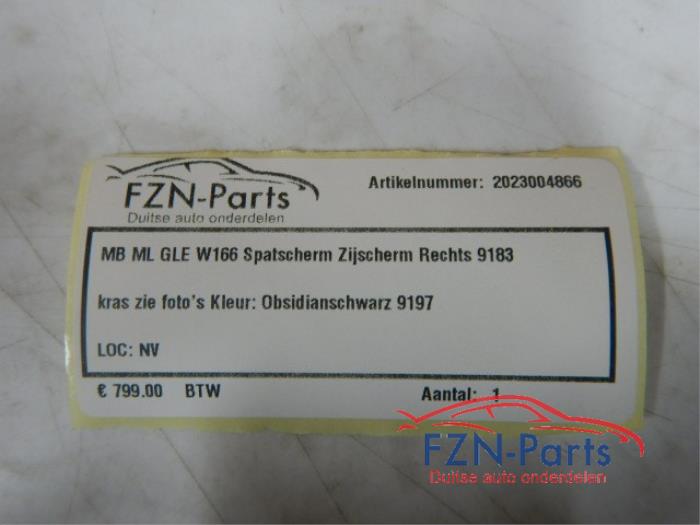 FZN-Parts
Duitse auto onderdelen
Artikelnummer: 2023004866
MB ML GLE W166 Spatscherm Zijscherm Rechts 9183
kras zie foto's Kleur: Obsidianschwarz 9197
LOC: NV
€ 799.00 BTW Aantal: 1
FZN-Parts
Duitse auto onderdelen